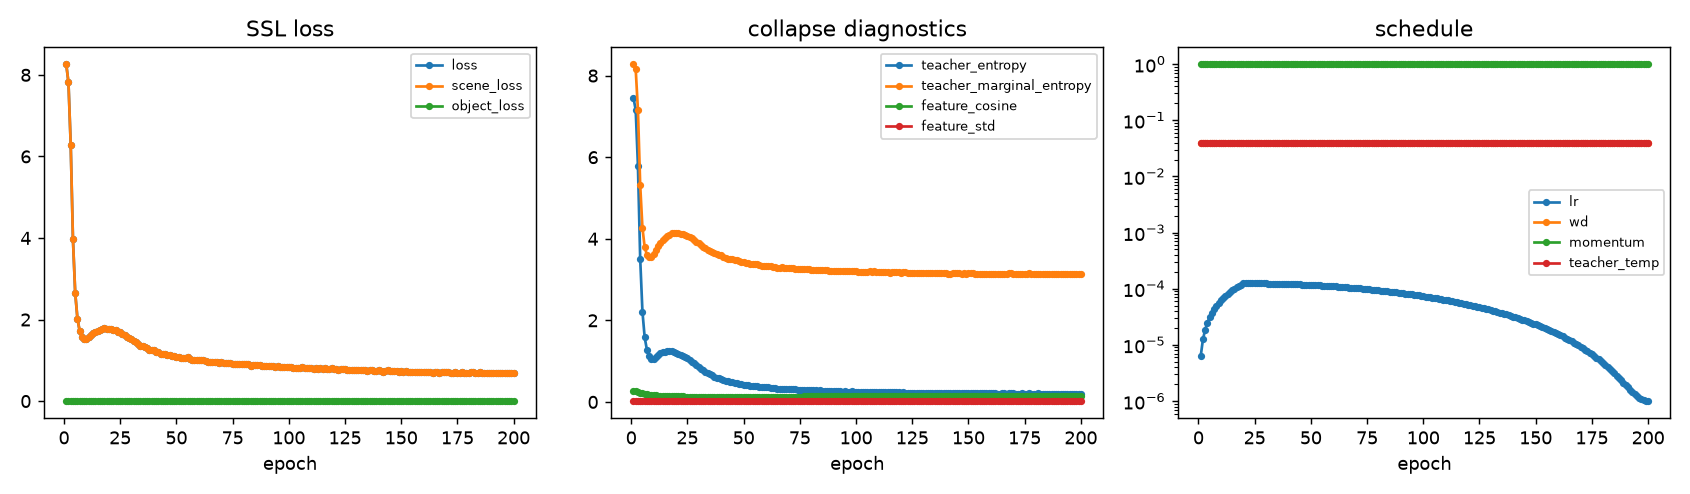 SSL loss
loss
scene_loss
object_loss
8
6
4
2
0
0 25 50 75 100 125 150 175 200
epoch
collapse diagnostics
teacher_entropy
teacher_marginal_entropy
feature_cosine
feature_std
8
6
4
2
0
0 25 50 75 100 125 150 175 200
epoch
schedule
10⁰
10⁻¹
10⁻²
10⁻³
10⁻⁴
10⁻⁵
10⁻⁶
lr
wd
momentum
teacher_temp
0 25 50 75 100 125 150 175 200
epoch